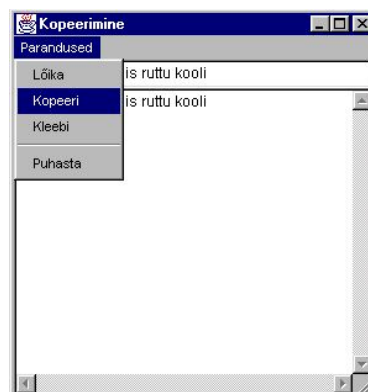 Kopeerimine
Parandused
Lõika
is ruttu kooli
Kopeeri
is ruttu kooli
Kleebi
Puhasta